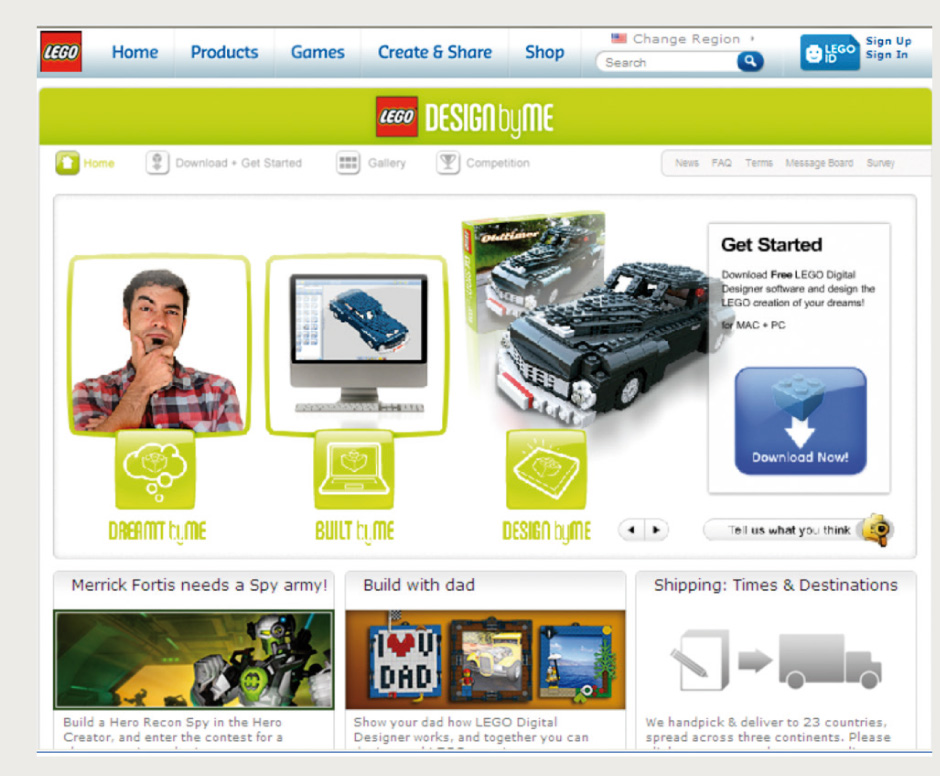 LEGO
Home Products Games Create & Share Shop
Change Region
Search
LEGO ID
Sign Up
Sign In
LEGO DESIGN byME
Home Download + Get Started Gallery Competition
News FAQ Terms Message Board Survey
Oldtimer
Get Started
Download Free LEGO Digital
Designer software and design the
LEGO creation of your dreams!
for MAC + PC
Download Now!
DREAMT byME
BUILT byME
DESIGN byME
Tell us what you think
Merrick Fortis needs a Spy army!
Build a Hero Recon Spy in the Hero
Creator, and enter the contest for a
Build with dad
I U
DAD
Show your dad how LEGO Digital
Designer works, and together you can
Shipping: Times & Destinations
We handpick & deliver to 23 countries,
spread across three continents. Please